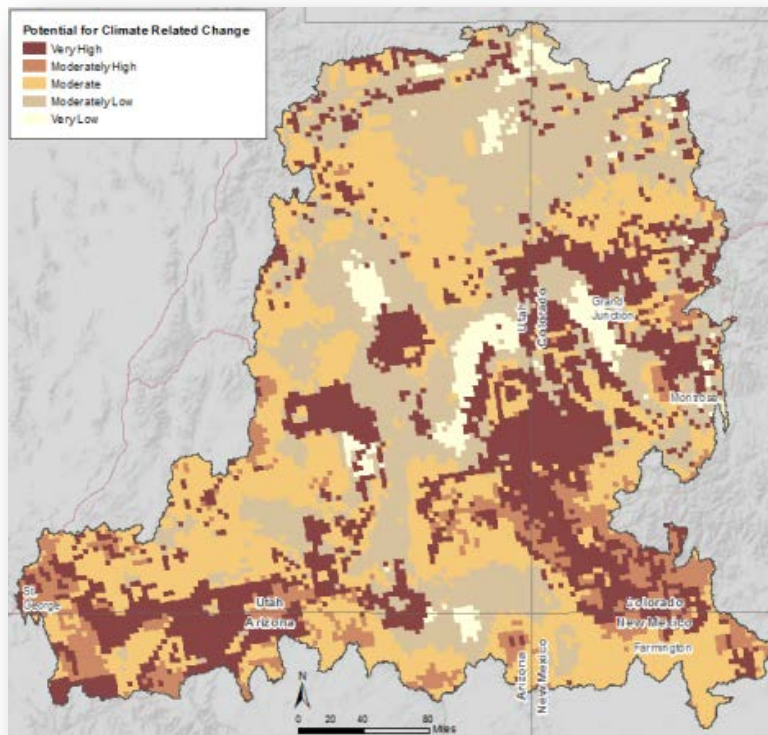 Potential for Climate Related Change
Very High
Moderately High
Moderate
Moderately Low
Very Low
Utah
Colorado
Grand
Junction
Montrose
St
George
Utah
Arizona
Colorado
New Mexico
Farmington
Arizona
New Mexico
N
0 20 40 80
Miles